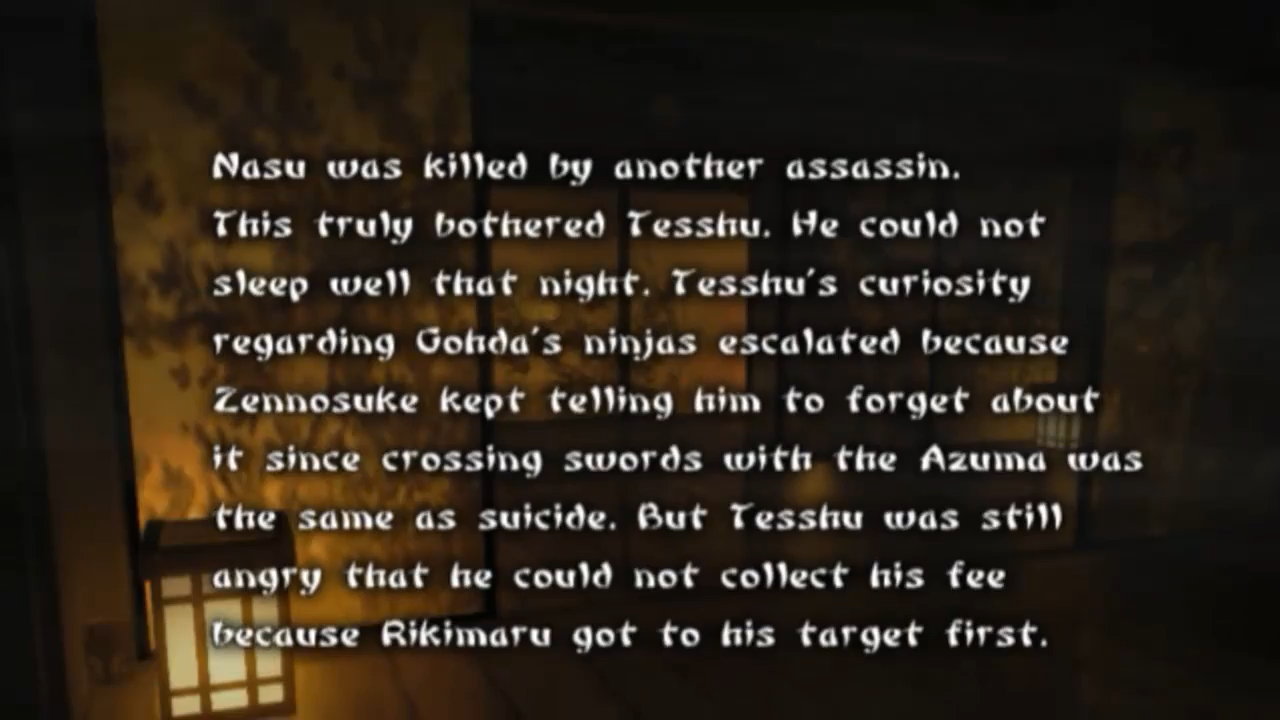 Nasu was killed by another assassin.
This truly bothered Tesshu. He could not
sleep well that night. Tesshu's curiosity
regarding Gohda's ninjas escalated because
Zennosuke kept telling him to forget about
it since crossing swords with the Azuma was
the same as suicide. But Tesshu was still
angry that he could not collect his fee
because Rikimaru got to his target first.